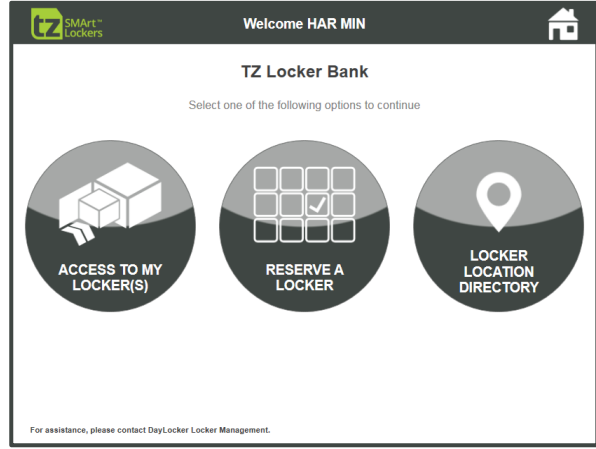 tz SMArt™
Lockers
Welcome HAR MIN
TZ Locker Bank
Select one of the following options to continue
ACCESS TO MY
LOCKER(S)
RESERVE A
LOCKER
LOCKER
LOCATION
DIRECTORY
For assistance, please contact DayLocker Locker Management.